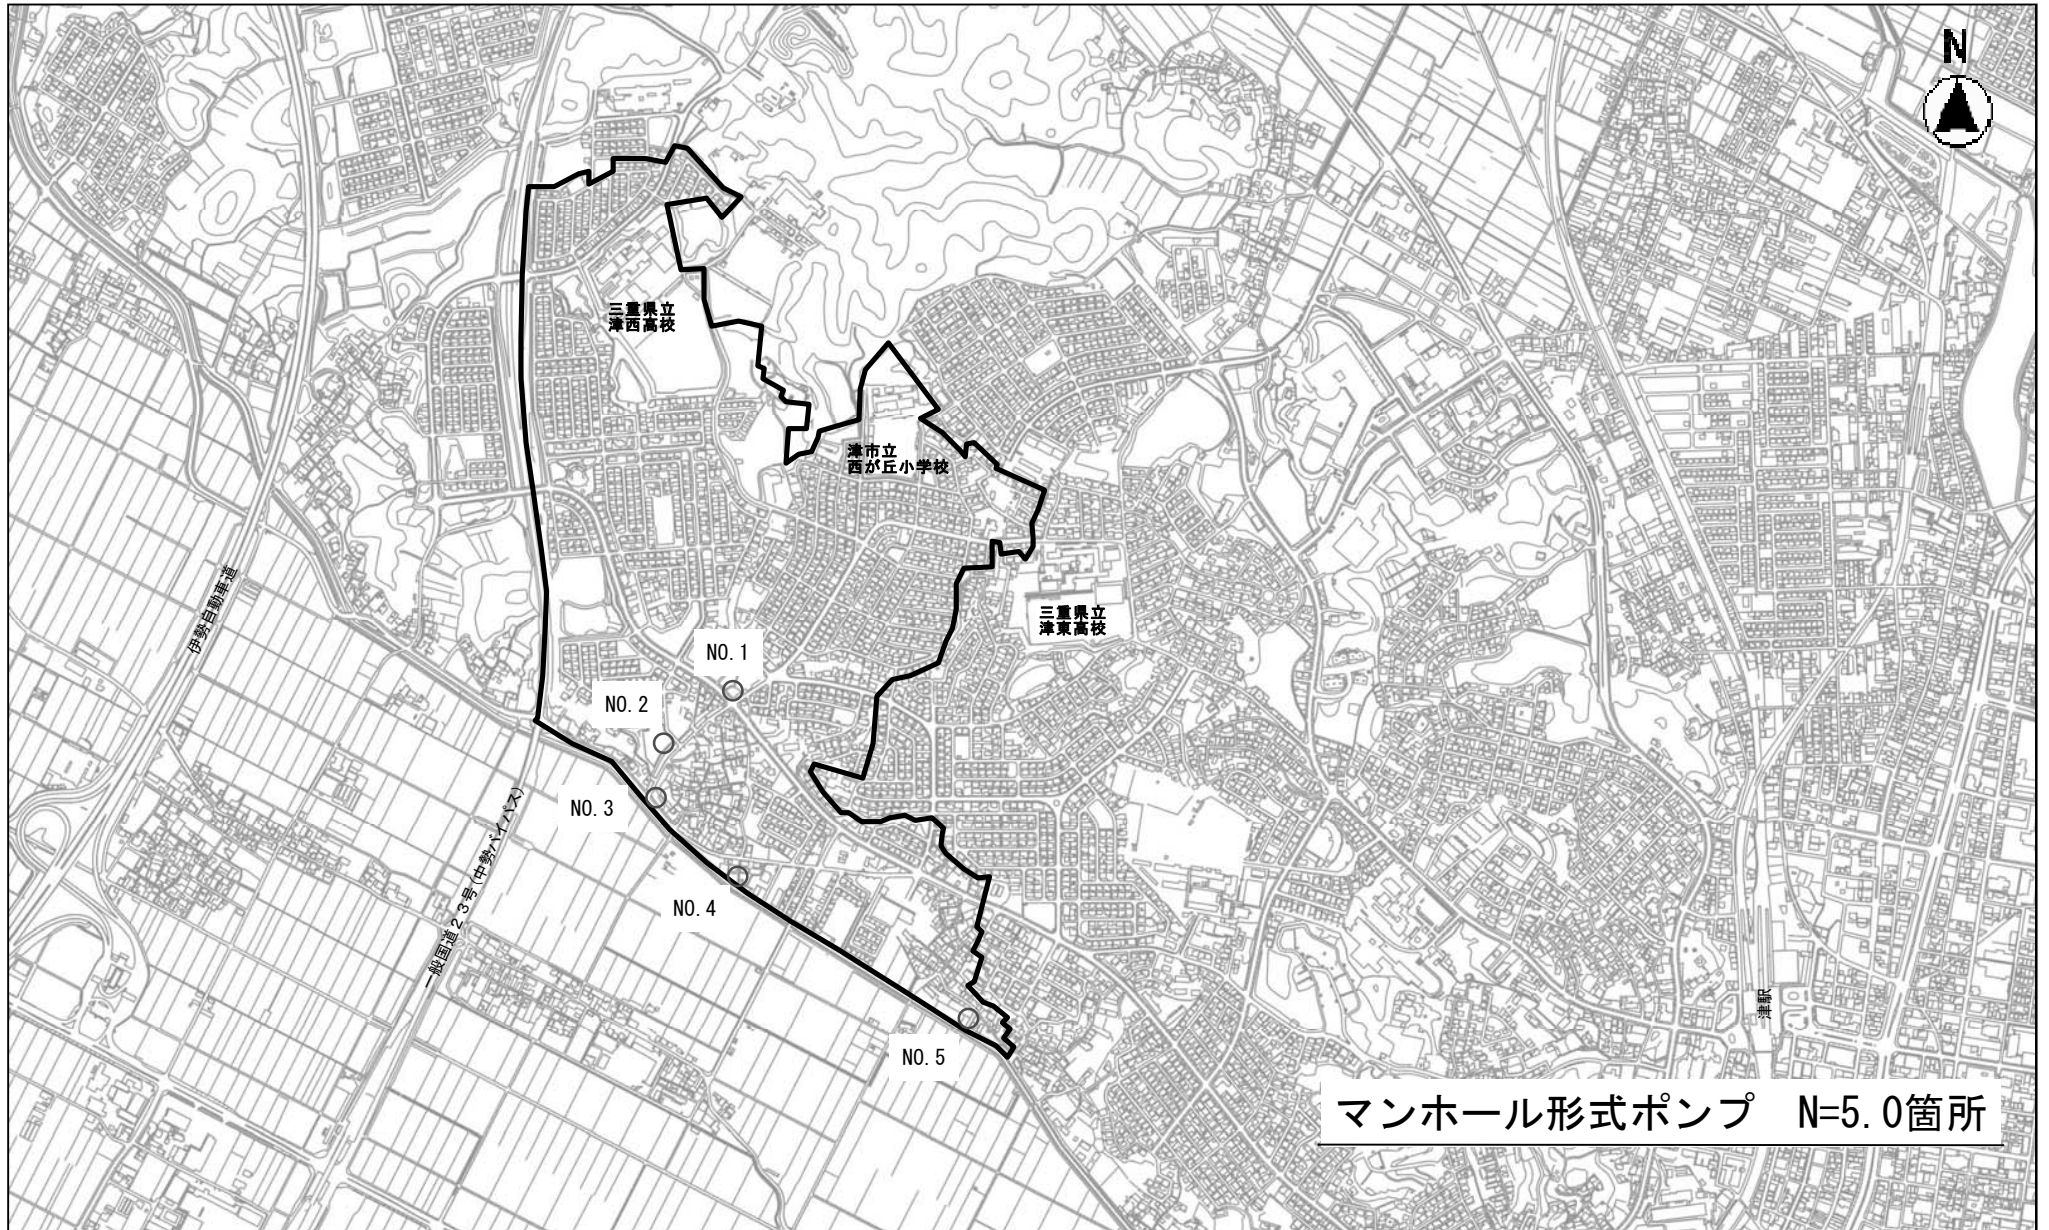 N
三重県立
津西高校
津市立
西が丘小学校
伊勢自動車道
三重県立
津東高校
NO.1
NO.2
NO.3
一般国道23号(中勢バイパス)
NO.4
津駅
NO.5
マンホール形式ポンプ　N=5.0箇所